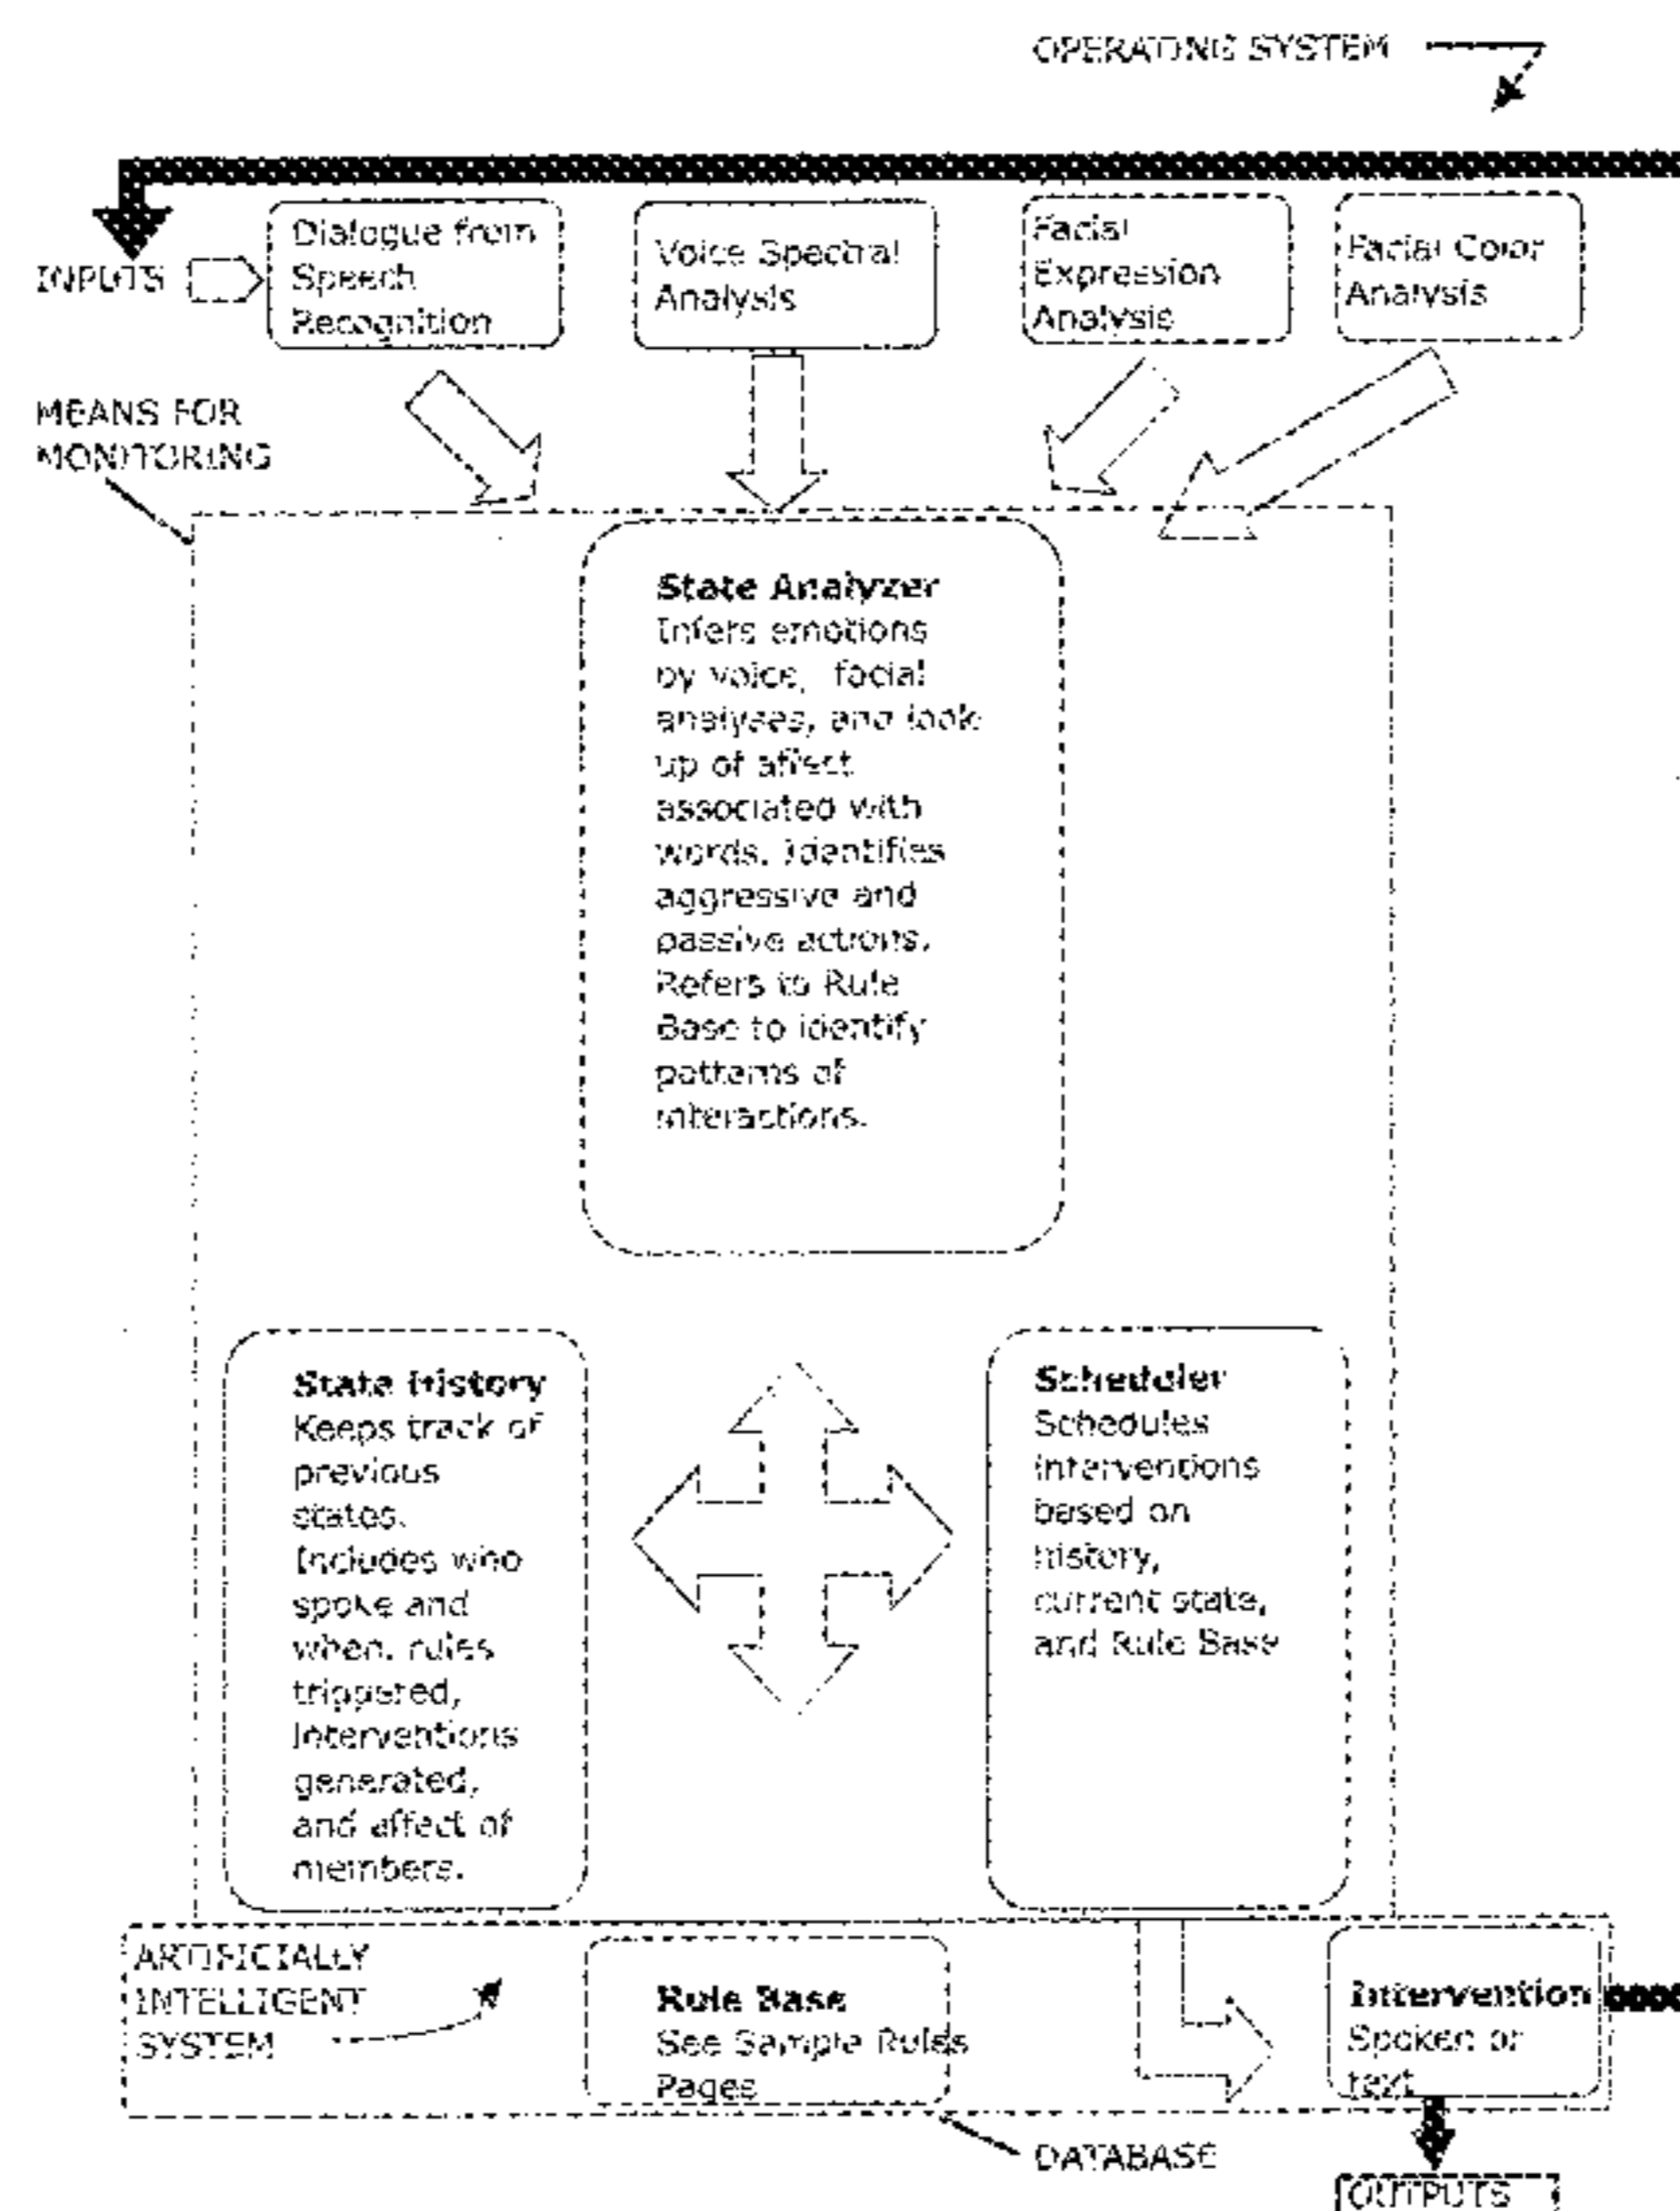 OPERATING SYSTEM
INPUTS
Dialogue from
Speech
Recognition
Voice Spectral
Analysis
Facial
Expression
Analysis
Facial Color
Analysis
MEANS FOR
MONITORING
State Analyzer
Infers emotions
by voice, facial
analyses, and look
up of affect
associated with
words. Identifies
aggressive and
passive actions.
Refers to Rule
Base to identify
patterns of
interactions.
State History
Keeps track of
previous
states.
Includes who
spoke and
when, rules
triggered,
Interventions
generated,
and affect of
members.
Scheduler
Schedules
interventions
based on
history,
current state,
and Rule Base
ARTIFICIALLY
INTELLIGENT
SYSTEM
Rule Base
See Sample Rules
Pages
Intervention
Spoken or
text
DATABASE
OUTPUTS